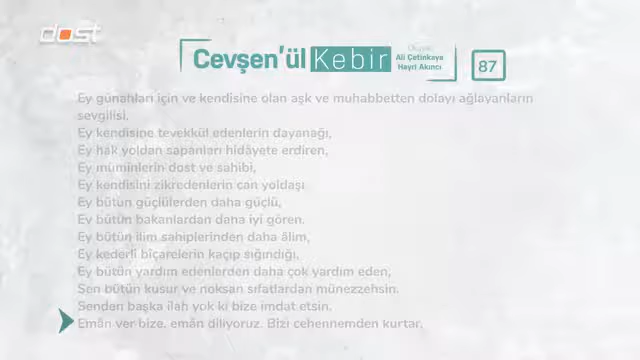 dost
Cevşen'ül Kebir
Okuyan:
Ali Çetinkaya
Hayri Akıncı
87
Ey günahları için ve kendisine olan aşk ve muhabbetten dolayı ağlayanların
sevgilisi,
Ey kendisine tevekkül edenlerin dayanağı,
Ey hak yoldan sapanları hidâyete erdiren,
Ey müminlerin dost ve sahibi,
Ey kendisini zikredenlerin can yoldaşı
Ey bütün güçlülerden daha güçlü,
Ey bütün bakanlardan daha iyi gören.
Ey bütün ilim sahiplerinden daha âlim,
Ey kederli bîçarelerin kaçıp sığındığı,
Ey bütün yardım edenlerden daha çok yardım eden,
Sen bütün kusur ve noksan sıfatlardan münezzehsin.
Senden başka ilah yok ki bize imdat etsin.
Emân ver bize, emân diliyoruz. Bizi cehennemden kurtar.